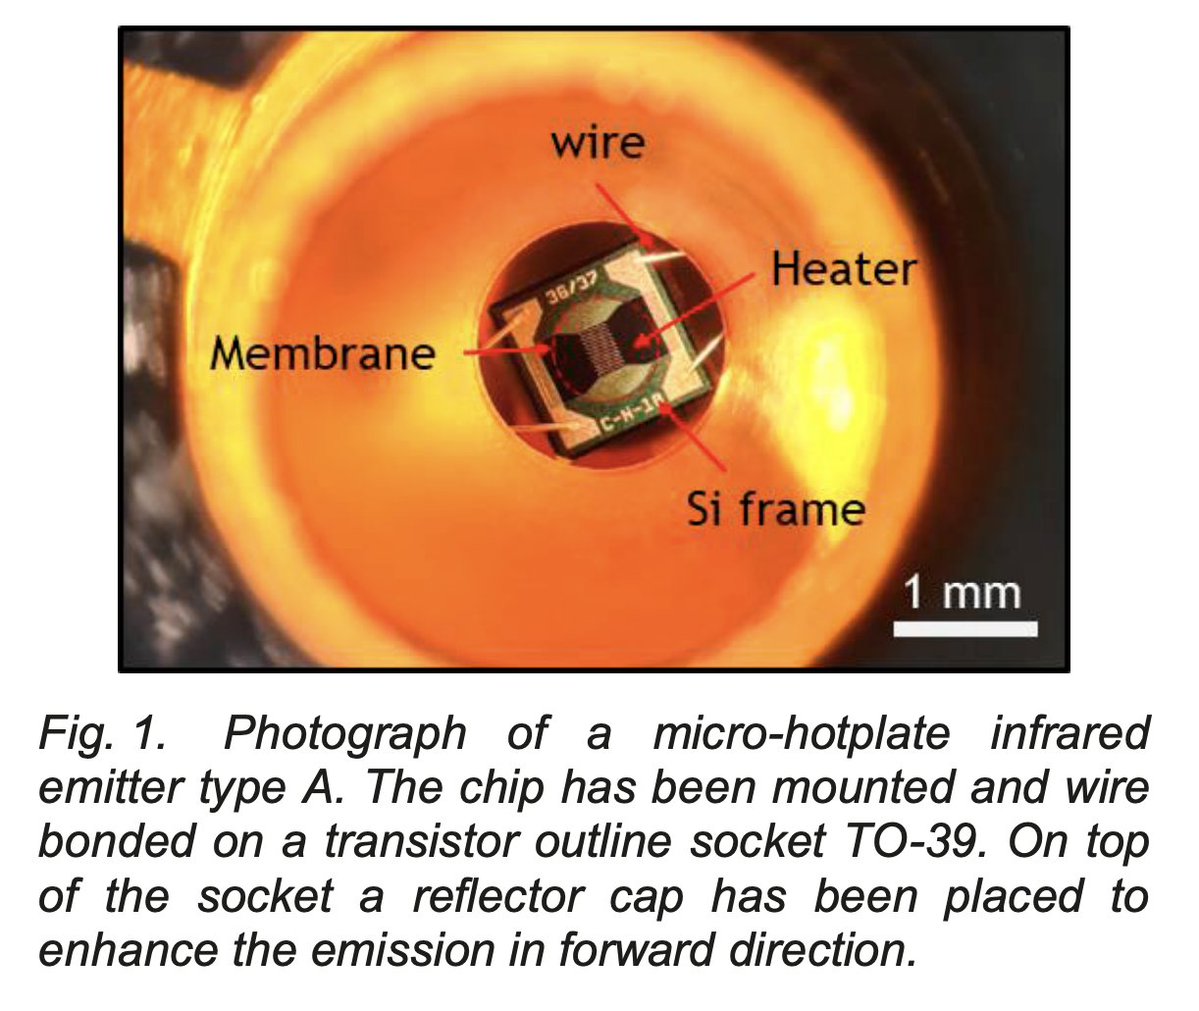 wire
Heater
36/37
Membrane
C-H-1A
Si frame
1 mm
Fig. 1. Photograph of a micro-hotplate infrared
emitter type A. The chip has been mounted and wire
bonded on a transistor outline socket TO-39. On top
of the socket a reflector cap has been placed to
enhance the emission in forward direction.